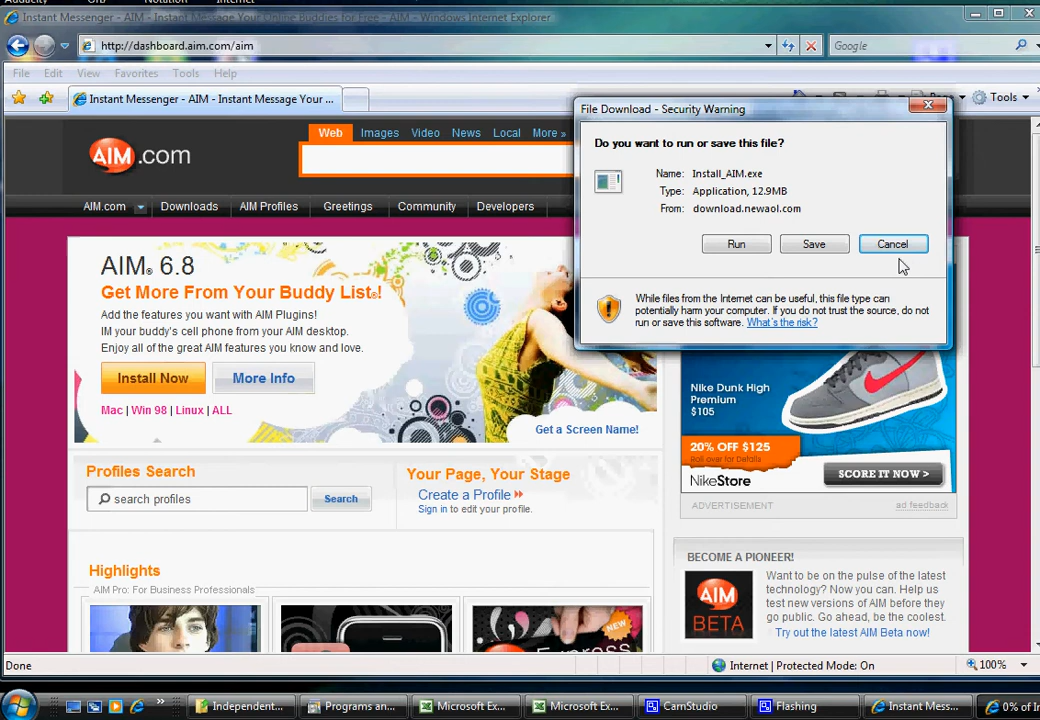 Audacity Notation Internet
Instant Messenger - AIM - Instant Message Your Online Buddies for Free - AIM - Windows Internet Explorer
http://dashboard.aim.com/aim
Google
File Edit View Favorites Tools Help
Instant Messenger - AIM - Instant Message Your ...
Tools
File Download - Security Warning
Do you want to run or save this file?
Name: Install_AIM.exe
Type: Application, 12.9MB
From: download.newaol.com
Run Save Cancel
While files from the Internet can be useful, this file type can
potentially harm your computer. If you do not trust the source, do not
run or save this software. What's the risk?
AIM.com
Web Images Video News Local More »
AIM.com Downloads AIM Profiles Greetings Community Developers
AIM® 6.8
Get More From Your Buddy List®!
Add the features you want with AIM Plugins!
IM your buddy's cell phone from your AIM desktop.
Enjoy all of the great AIM features you know and love.
Install Now More Info
Mac | Win 98 | Linux | ALL
Get a Screen Name!
Nike Dunk High
Premium
$105
20% OFF $125
Roll over for Details
NikeStore
SCORE IT NOW >
ADVERTISEMENT ad feedback
Profiles Search
search profiles Search
Your Page, Your Stage
Create a Profile
Sign in to edit your profile.
Highlights
AIM Pro: For Business Professionals
NEW
Express
BECOME A PIONEER!
AIM
BETA
Want to be on the pulse of the latest
technology? Now you can. Help us
test new versions of AIM before they
go public. Go ahead, be the coolest.
Try out the latest AIM Beta now!
Done Internet | Protected Mode: On 100%
Independent... Programs an... Microsoft Ex... Microsoft Ex... CamStudio Flashing Instant Mess... 0% of In